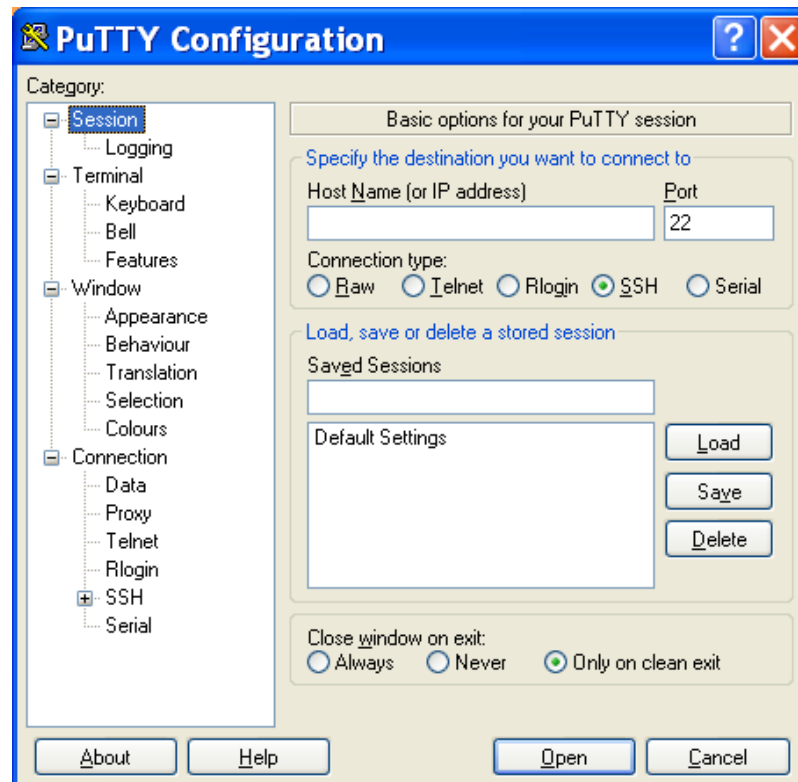 PuTTY Configuration
?
Category:
Session
Logging
Terminal
Keyboard
Bell
Features
Window
Appearance
Behaviour
Translation
Selection
Colours
Connection
Data
Proxy
Telnet
Rlogin
SSH
Serial
Basic options for your PuTTY session
Specify the destination you want to connect to
Host Name (or IP address) Port
22
Connection type:
Raw Telnet Rlogin SSH Serial
Load, save or delete a stored session
Saved Sessions
Default Settings
Load
Save
Delete
Close window on exit:
Always Never Only on clean exit
About Help Open Cancel